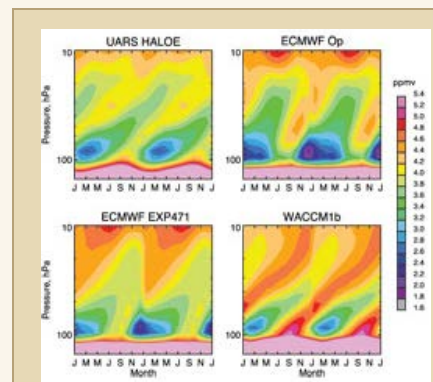 UARS HALOE
ECMWF Op
ppmv
10
10
5.4
5.2
5.0
4.8
4.6
4.4
4.2
4.0
3.8
3.6
3.4
3.2
3.0
2.8
2.6
2.4
2.2
2.0
1.8
1.6
Pressure, hPa
100
100
J M M J S N J M M J S N J
J M M J S N J M M J S N J
ECMWF EXP471
WACCM1b
10
10
Pressure, hPa
100
100
J M M J S N J M M J S N J
J M M J S N J M M J S N J
Month
Month